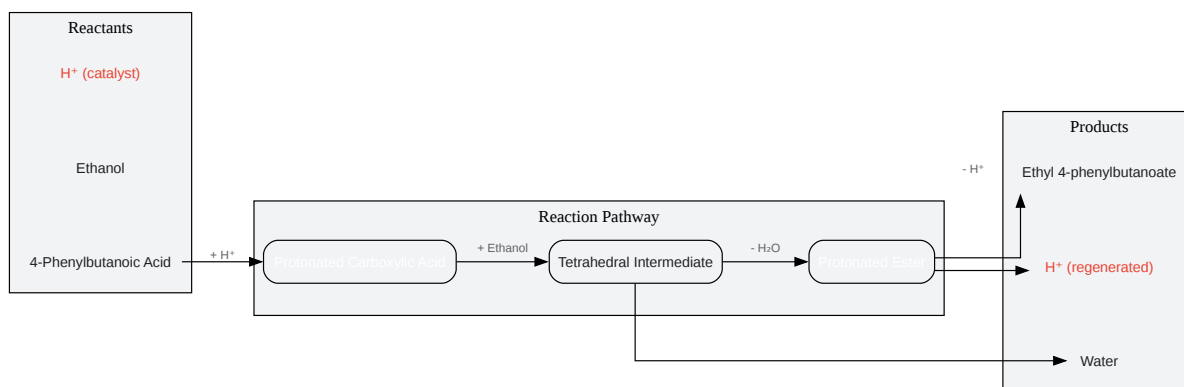 Reactants
H⁺ (catalyst)
Ethanol
4-Phenylbutanoic Acid
+ H⁺
Reaction Pathway
Protonated Carboxylic Acid
+ Ethanol
Tetrahedral Intermediate
- H₂O
Protonated Ester
- H⁺
Products
Ethyl 4-phenylbutanoate
H⁺ (regenerated)
Water